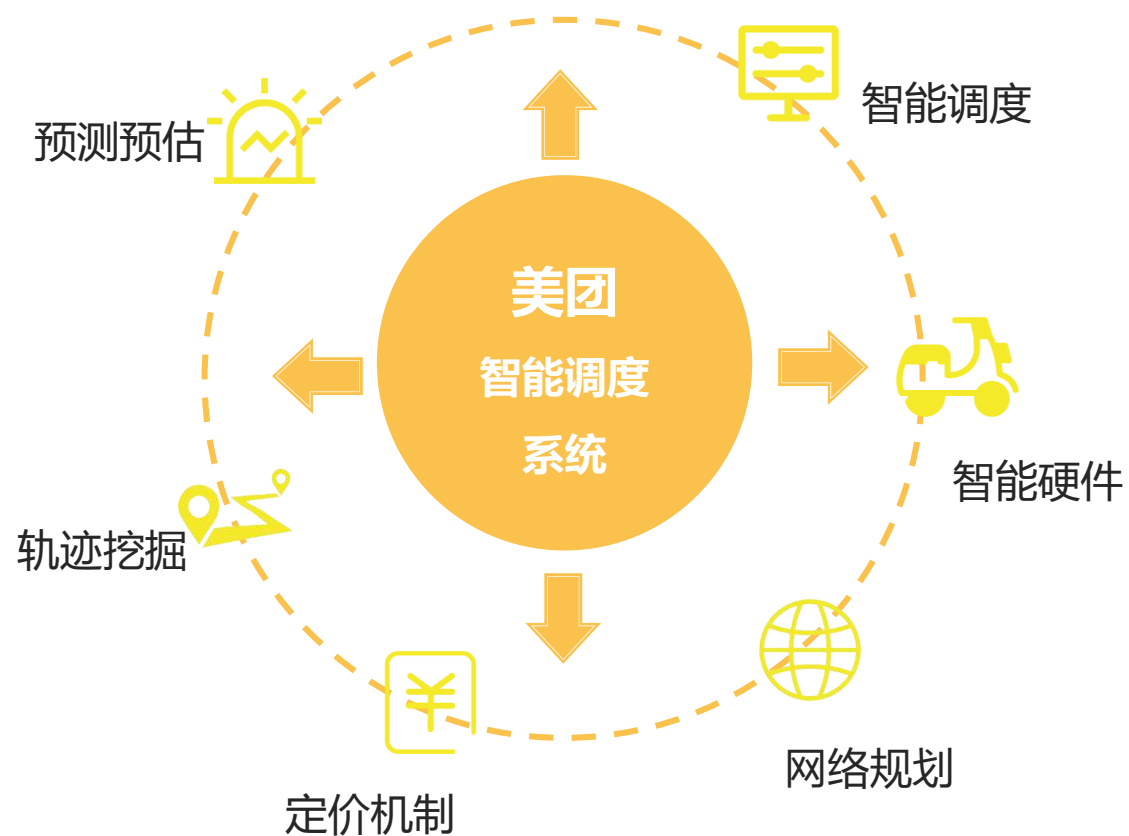 智能调度
预测预估
美团
智能调度
系统
智能硬件
轨迹挖掘
网络规划
定价机制